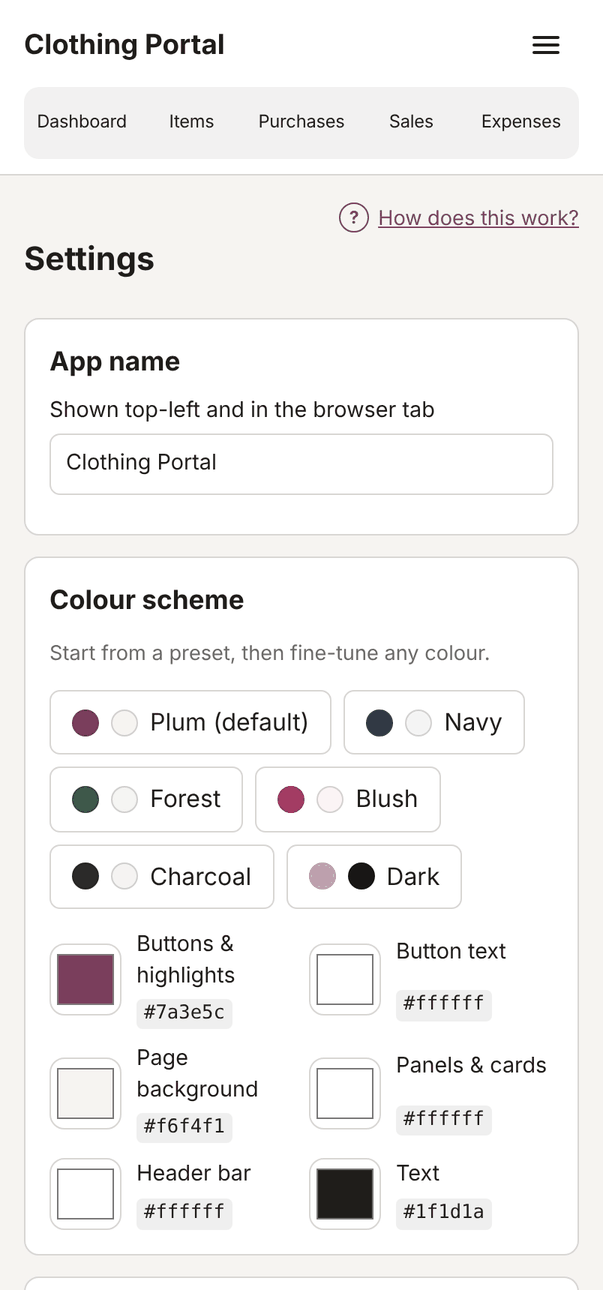 Clothing Portal
Dashboard Items Purchases Sales Expenses
? How does this work?
Settings
App name
Shown top-left and in the browser tab
Clothing Portal
Colour scheme
Start from a preset, then fine-tune any colour.
Plum (default) Navy
Forest Blush
Charcoal Dark
Buttons &
highlights
#7a3e5c
Button text
#ffffff
Page
background
#f6f4f1
Panels & cards
#ffffff
Header bar
#ffffff
Text
#1f1d1a